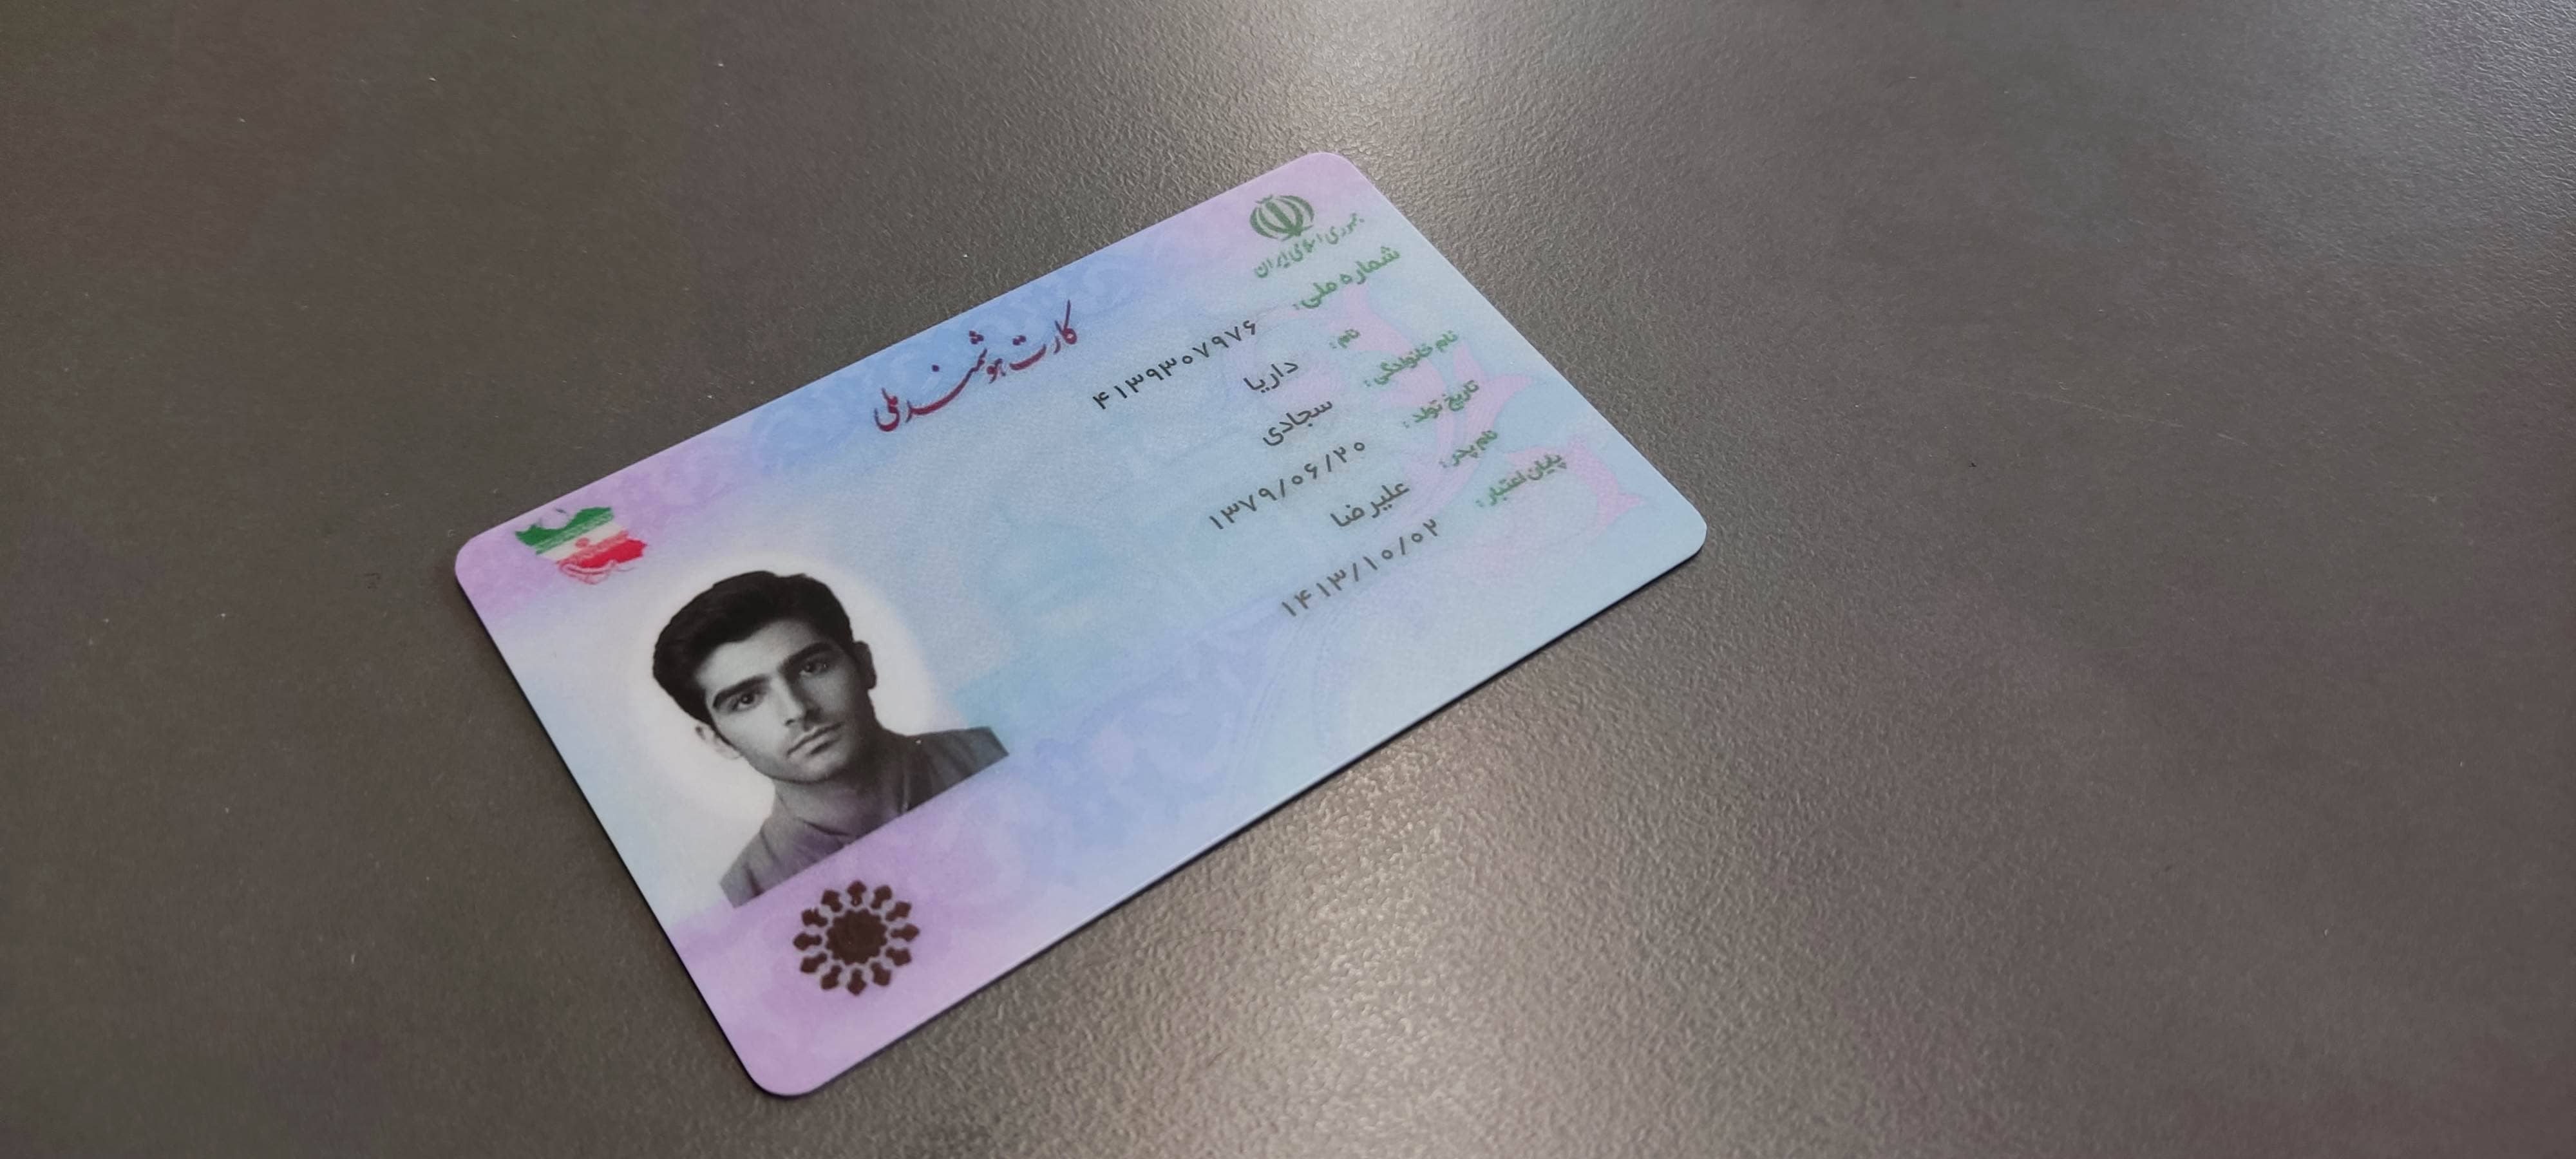 جمهوری اسلامی ایران
کارت هوشمند ملی
شماره ملی: ۴۱۳۹۳۰۷۹۷۶
نام: داریا
نام خانوادگی: سجادی
تاریخ تولد: ۱۳۷۹/۰۶/۲۰
نام پدر: علیرضا
پایان اعتبار: ۱۴۱۳/۱۰/۰۲